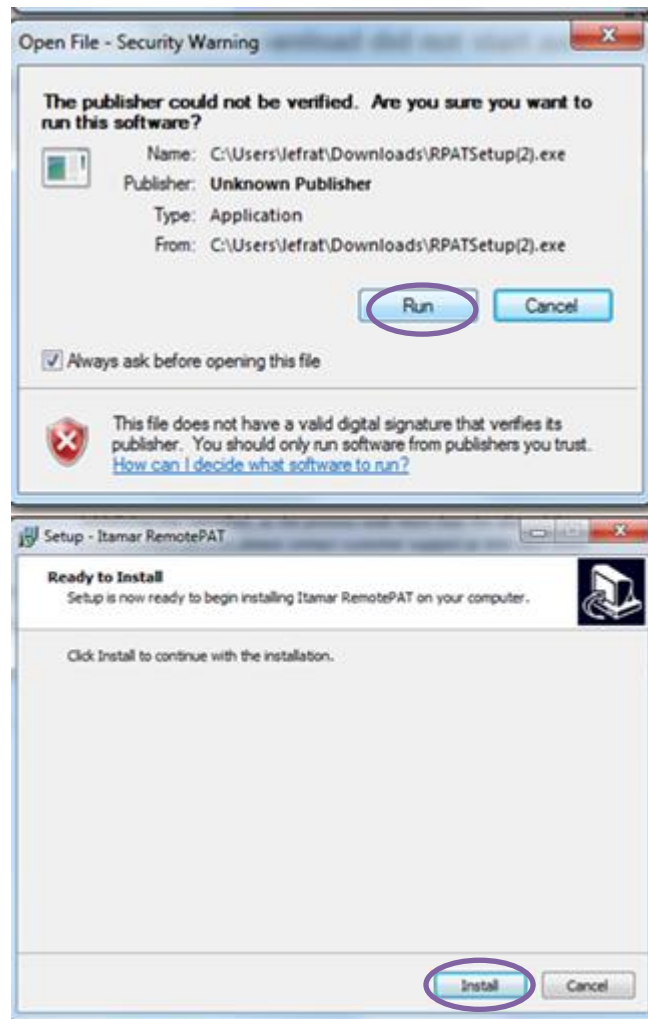 Open File - Security Warning
The publisher could not be verified. Are you sure you want to
run this software?
Name: C:\Users\lefrat\Downloads\RPATSetup(2).exe
Publisher: Unknown Publisher
Type: Application
From: C:\Users\lefrat\Downloads\RPATSetup(2).exe
Run Cancel
Always ask before opening this file
This file does not have a valid digital signature that verifies its
publisher. You should only run software from publishers you trust.
How can I decide what software to run?
Setup - Itamar RemotePAT
Ready to Install
Setup is now ready to begin installing Itamar RemotePAT on your computer.
Click Install to continue with the installation.
Install Cancel